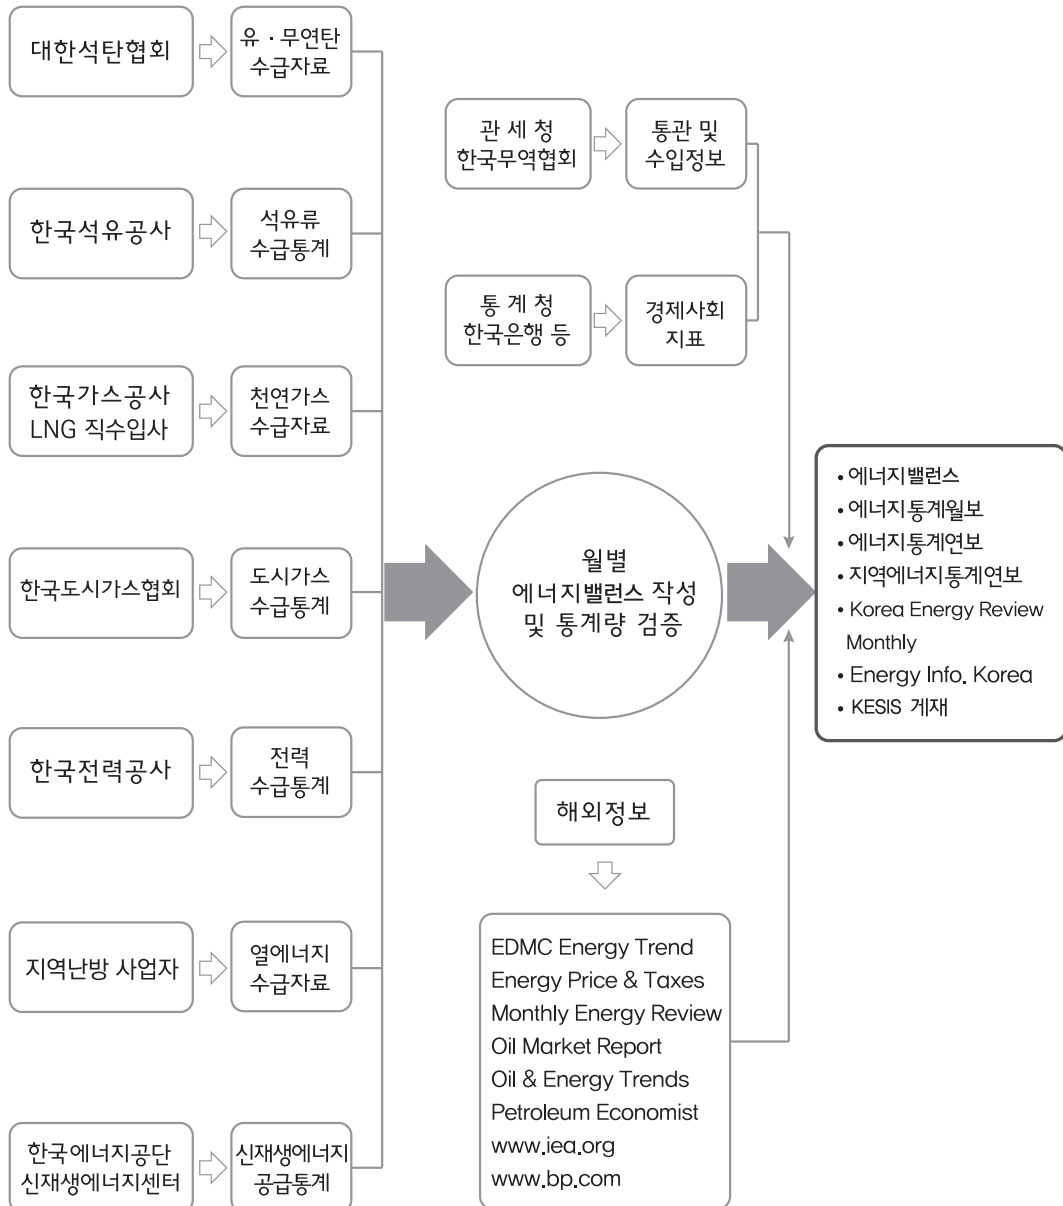 대한석탄협회
유 · 무연탄
수급자료
한국석유공사
석유류
수급통계
한국가스공사
LNG 직수입사
천연가스
수급자료
한국도시가스협회
도시가스
수급통계
한국전력공사
전력
수급통계
지역난방 사업자
열에너지
수급자료
한국에너지공단
신재생에너지센터
신재생에너지
공급통계
관 세 청
한국무역협회
통관 및
수입정보
통 계 청
한국은행 등
경제사회
지표
월별
에너지밸런스 작성
및 통계량 검증
해외정보
EDMC Energy Trend
Energy Price & Taxes
Monthly Energy Review
Oil Market Report
Oil & Energy Trends
Petroleum Economist
www.iea.org
www.bp.com
• 에너지밸런스
• 에너지통계월보
• 에너지통계연보
• 지역에너지통계연보
• Korea Energy Review
Monthly
• Energy Info. Korea
• KESIS 게재